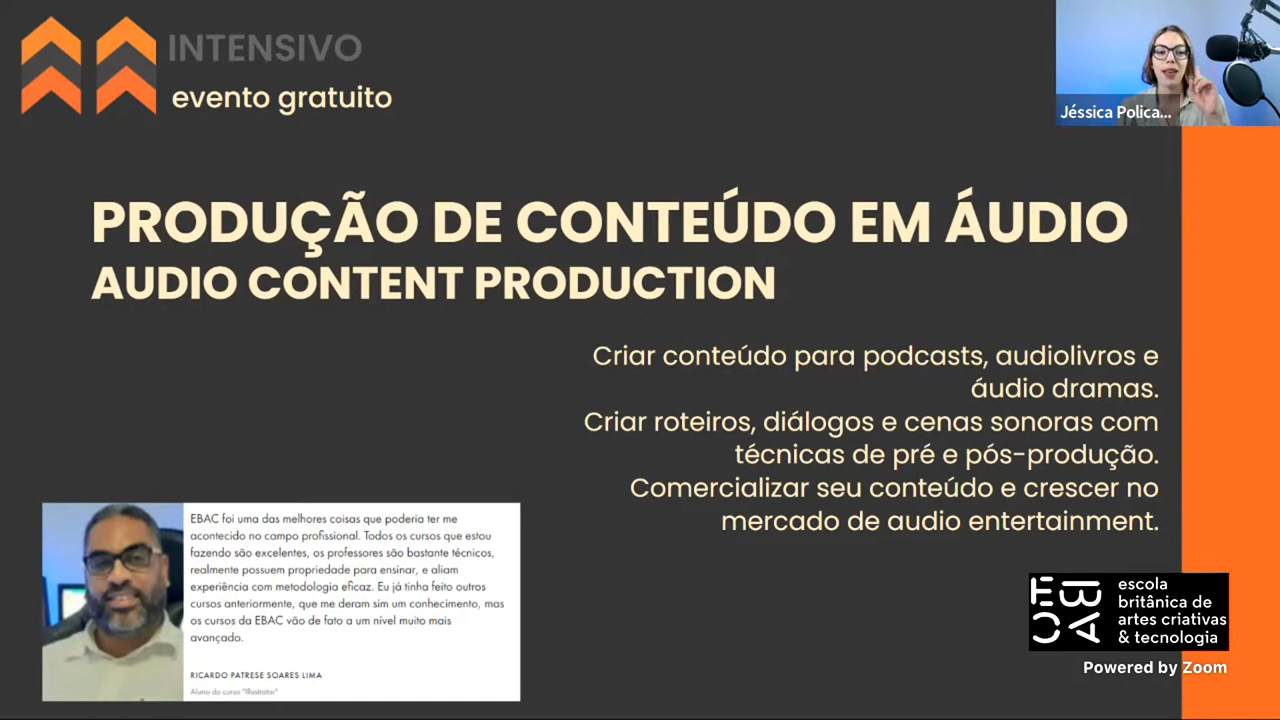 INTENSIVO
evento gratuito
Jéssica Polica...
PRODUÇÃO DE CONTEÚDO EM ÁUDIO
AUDIO CONTENT PRODUCTION
Criar conteúdo para podcasts, audiolivros e
áudio dramas.
Criar roteiros, diálogos e cenas sonoras com
técnicas de pré e pós-produção.
Comercializar seu conteúdo e crescer no
mercado de audio entertainment.
EBAC foi uma das melhores coisas que poderia ter me
acontecido no campo profissional. Todos os cursos que estou
fazendo são excelentes, os professores são bastante técnicos,
realmente possuem propriedade para ensinar, e aliam
experiência com metodologia eficaz. Eu já tinha feito outros
cursos anteriormente, que me deram sim um conhecimento, mas
os cursos da EBAC vão de fato a um nível muito mais
avançado.
RICARDO PATRESE SOARES LIMA
Aluno do curso "Illustrator"
EBAC
escola
britânica de
artes criativas
& tecnologia
Powered by Zoom